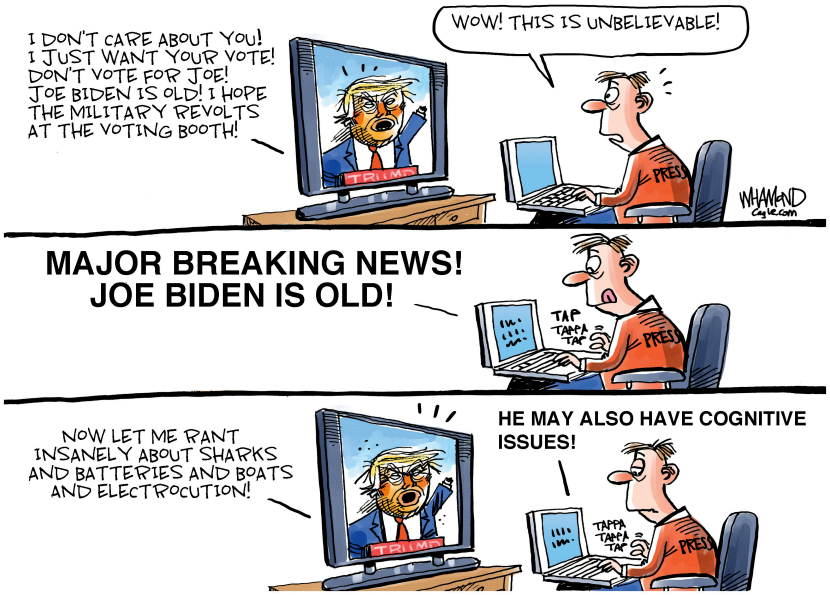 I DON'T CARE ABOUT YOU!
I JUST WANT YOUR VOTE!
DON'T VOTE FOR JOE!
JOE BIDEN IS OLD! I HOPE
THE MILITARY REVOLTS
AT THE VOTING BOOTH!
WOW! THIS IS UNBELIEVABLE!
TRUMP
PRESS
WHAMOND
Cagle.com
MAJOR BREAKING NEWS!
JOE BIDEN IS OLD!
TAP
TAPPA
TAP
PRESS
NOW LET ME RANT
INSANELY ABOUT SHARKS
AND BATTERIES AND BOATS
AND ELECTROCUTION!
TRUMP
HE MAY ALSO HAVE COGNITIVE
ISSUES!
TAPPA
TAPPA
TAP
PRESS